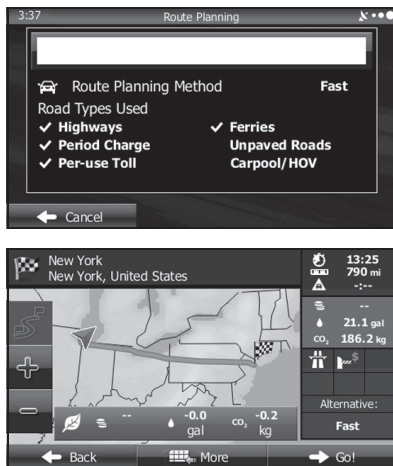 3:37 Route Planning
Route Planning Method Fast
Road Types Used
✓ Highways ✓ Ferries
✓ Period Charge Unpaved Roads
✓ Per-use Toll Carpool/HOV
Cancel
New York
New York, United States
13:25
790 mi
-:-
--
21.1 gal
CO₂ 186.2 kg
$
Alternative:
Fast
-- -0.0 gal CO₂ -0.2 kg
Back More Go!